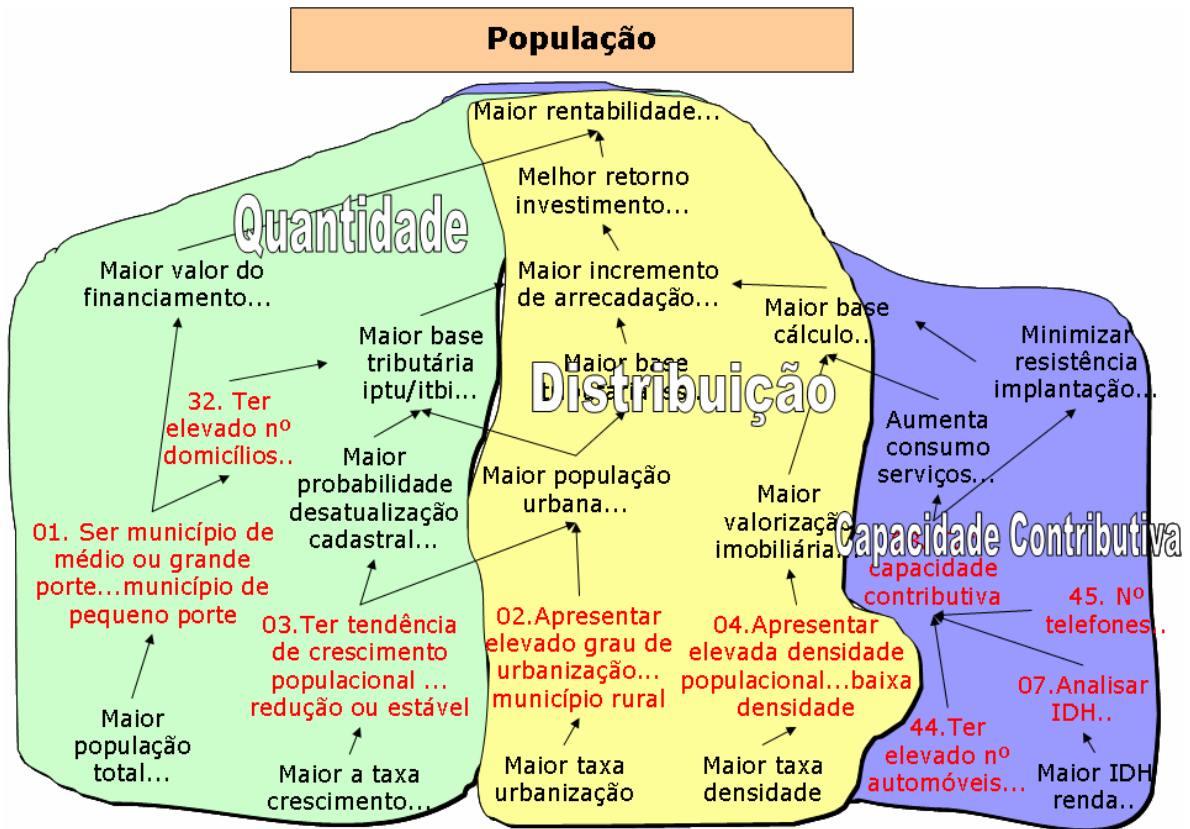 População
Maior rentabilidade...
Melhor retorno
investimento...
Quantidade
Maior valor do
financiamento...
Maior incremento
de arrecadação...
Maior base
cálculo...
Maior base
tributária
iptu/itbi...
Maior base
Distribuição
Minimizar
resistência
implantação...
32. Ter
elevado nº
domicílios..
Aumenta
consumo
serviços...
Maior
probabilidade
desatualização
cadastral...
Maior população
urbana...
Maior
valorização
imobiliária...
Capacidade Contributiva
capacidade
contributiva
01. Ser município de
médio ou grande
porte...município de
pequeno porte
03.Ter tendência
de crescimento
populacional ...
redução ou estável
02.Apresentar
elevado grau de
urbanização...
município rural
04.Apresentar
elevada densidade
populacional...baixa
densidade
45. Nº
telefones..
07.Analisar
IDH..
44.Ter
elevado nº
automóveis...
Maior
população
total...
Maior a taxa
crescimento...
Maior taxa
urbanização
Maior taxa
densidade
Maior IDH
renda..